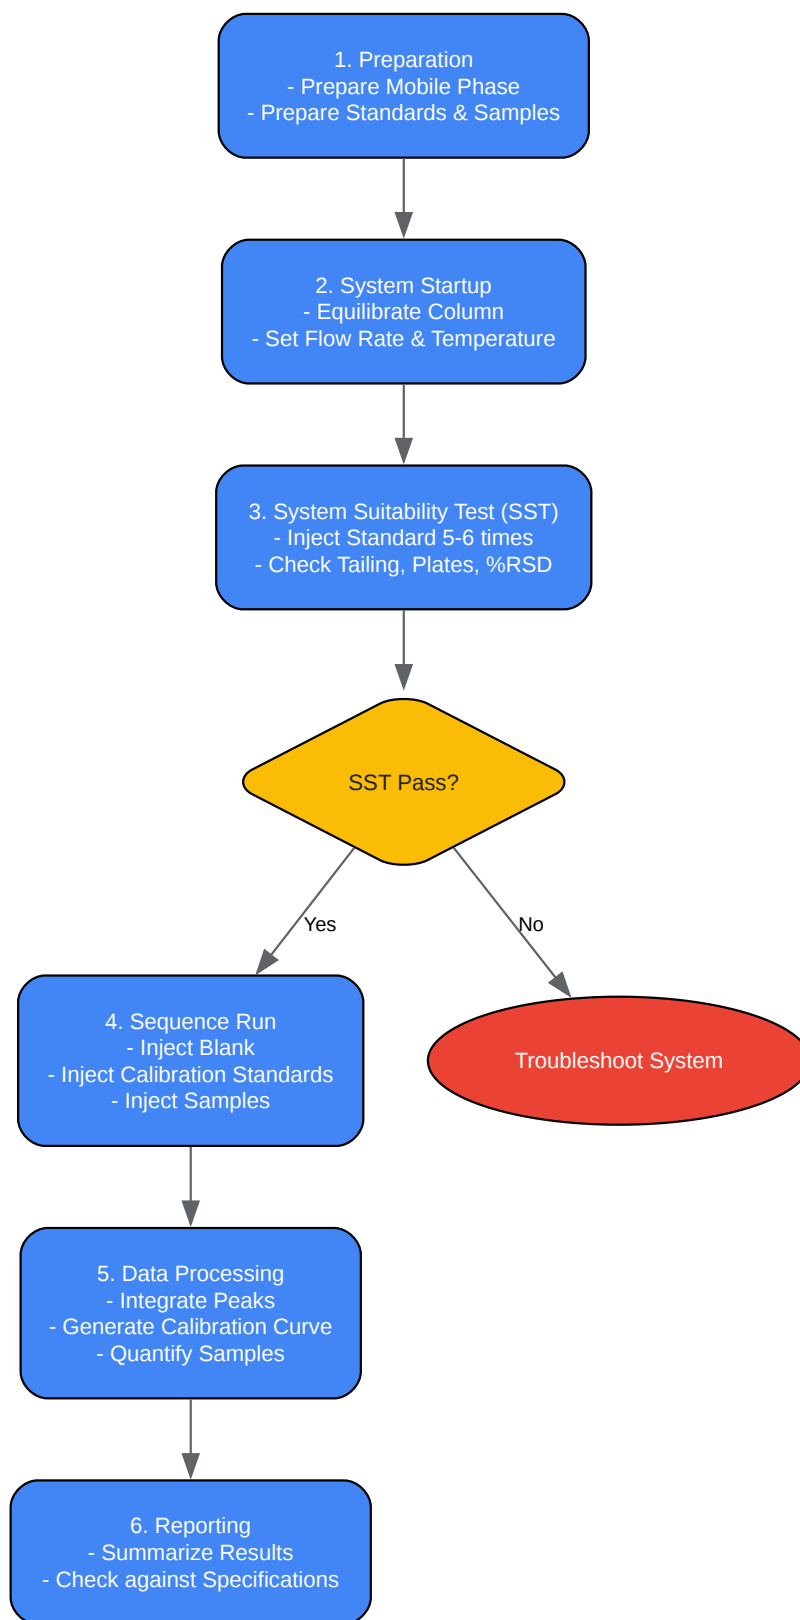 1. Preparation
- Prepare Mobile Phase
- Prepare Standards & Samples
2. System Startup
- Equilibrate Column
- Set Flow Rate & Temperature
3. System Suitability Test (SST)
- Inject Standard 5-6 times
- Check Tailing, Plates, %RSD
SST Pass?
Yes
No
4. Sequence Run
- Inject Blank
- Inject Calibration Standards
- Inject Samples
Troubleshoot System
5. Data Processing
- Integrate Peaks
- Generate Calibration Curve
- Quantify Samples
6. Reporting
- Summarize Results
- Check against Specifications